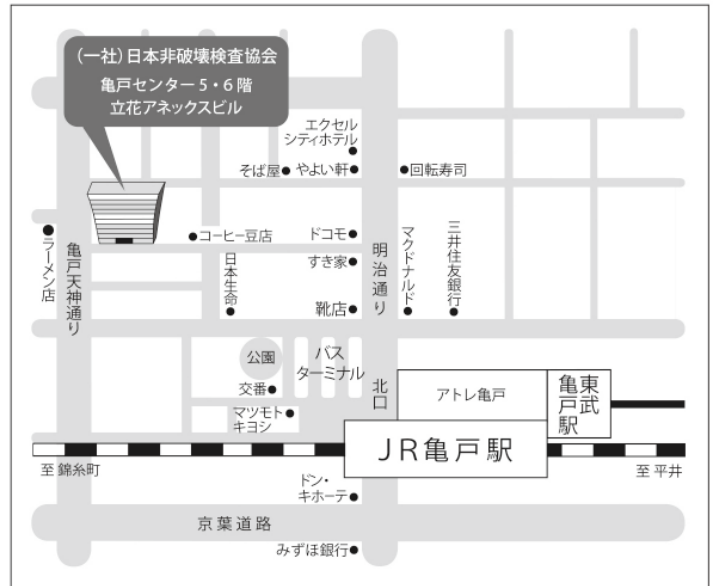 （一社）日本非破壊検査協会
亀戸センター5・6階
立花アネックスビル
エクセル
シティホテル
そば屋
やよい軒
回転寿司
ラーメン店
亀戸天神通り
コーヒー豆店
日本生命
ドコモ
すき家
靴店
明治通り
マクドナルド
三井住友銀行
公園
バス
ターミナル
交番
マツモト
キヨシ
北口
アトレ亀戸
東武
亀戸駅
JR亀戸駅
至 錦糸町
至 平井
ドン・
キホーテ
京葉道路
みずほ銀行